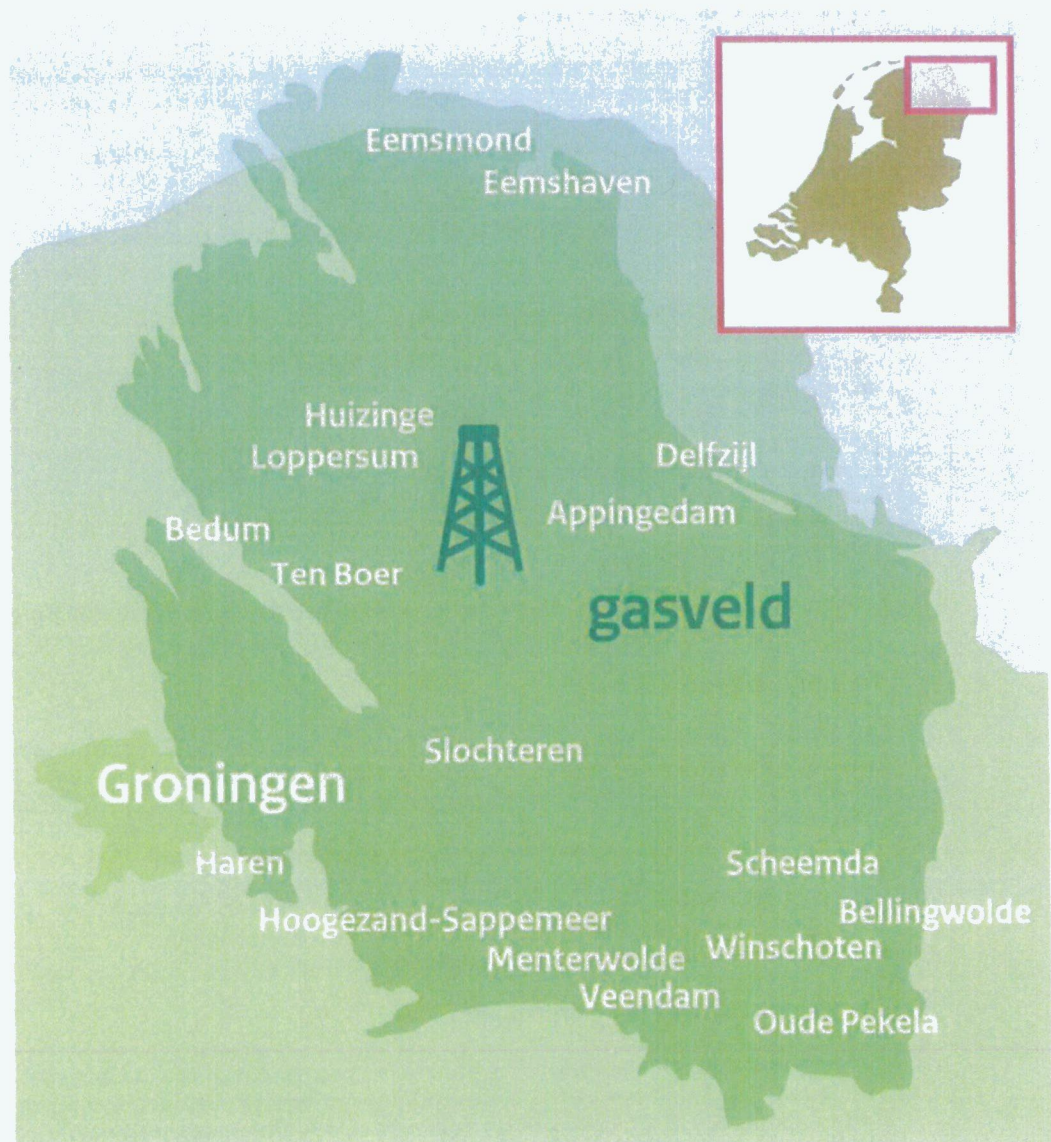 Eemsmond
Eemshaven
Huizinge
Loppersum
Delfzijl
Appingedam
Bedum
Ten Boer
gasveld
Slochteren
Groningen
Haren
Scheemda
Hoogezand-Sappemeer
Bellingwolde
Menterwolde
Winschoten
Veendam
Oude Pekela